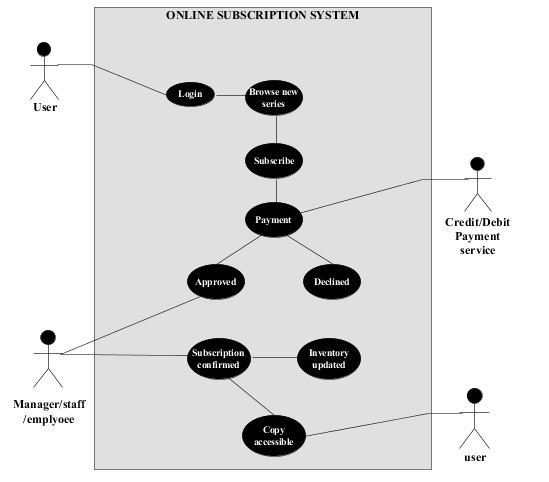 ONLINE SUBSCRIPTION SYSTEM
User
Login
Browse new
series
Subscribe
Payment
Credit/Debit
Payment
service
Approved
Declined
Manager/staff
/emplyoee
Subscription
confirmed
Inventory
updated
Copy
accessible
user